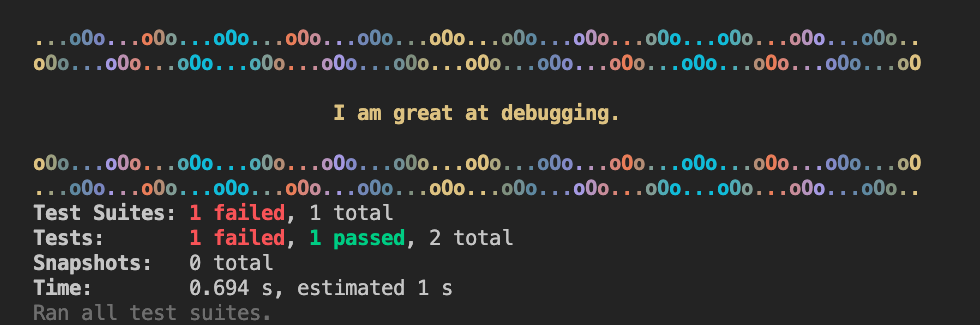 ...oOo...oOo...oOo...oOo...oOo...oOo...oOo...oOo...oOo...oOo...oOo...oOo..
oOo...oOo...oOo...oOo...oOo...oOo...oOo...oOo...oOo...oOo...oOo...oOo...oO
I am great at debugging.
oOo...oOo...oOo...oOo...oOo...oOo...oOo...oOo...oOo...oOo...oOo...oOo...oO
...oOo...oOo...oOo...oOo...oOo...oOo...oOo...oOo...oOo...oOo...oOo...oOo..
Test Suites: 1 failed, 1 total
Tests: 1 failed, 1 passed, 2 total
Snapshots: 0 total
Time: 0.694 s, estimated 1 s
Ran all test suites.